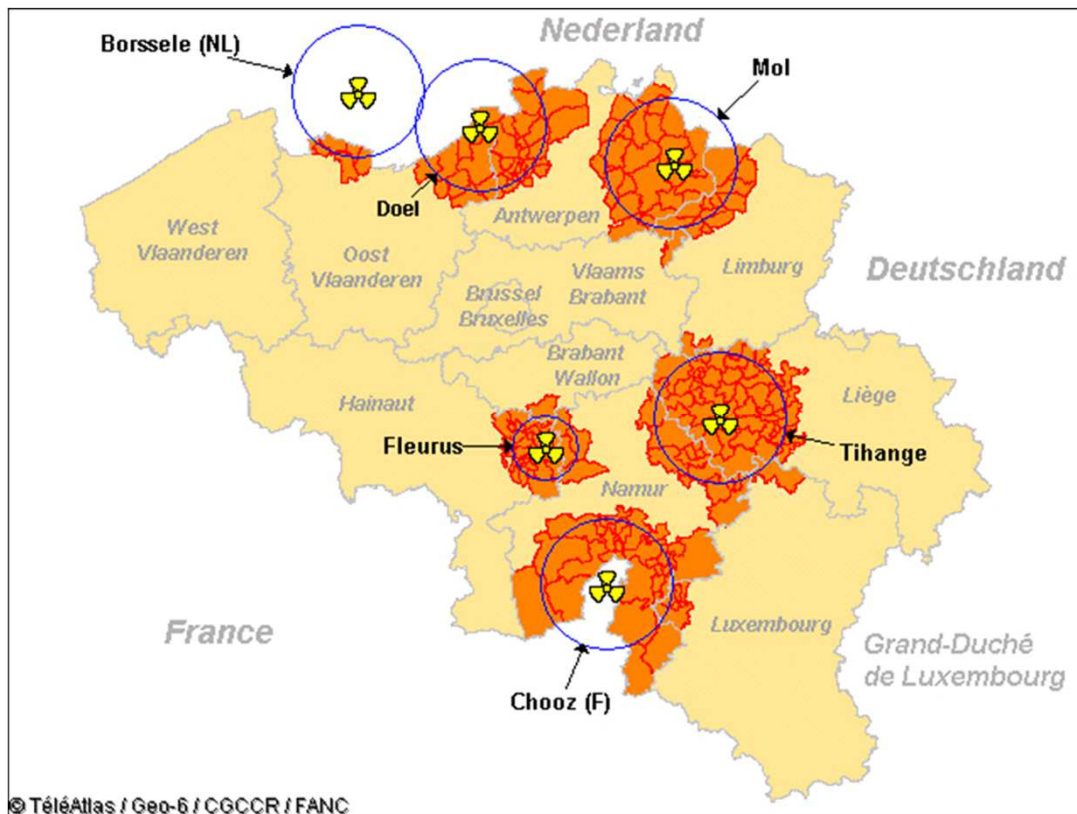 Nederland
Borssele (NL)
Mol
Doel
Antwerpen
West
Vlaanderen
Oost
Vlaanderen
Vlaams
Brabant
Limburg
Deutschland
Brussel
Bruxelles
Brabant
Wallon
Hainaut
Liège
Fleurus
Tihange
Namur
France
Luxembourg
Grand-Duché
de Luxembourg
Chooz (F)
© TéléAtlas / Geo-6 / CGCCR / FANC